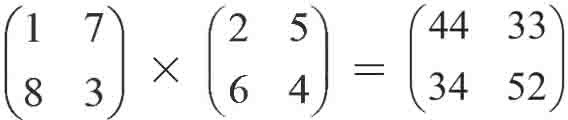 (1 7) × (2 5) = (44 33)
(8 3) (6 4) (34 52)